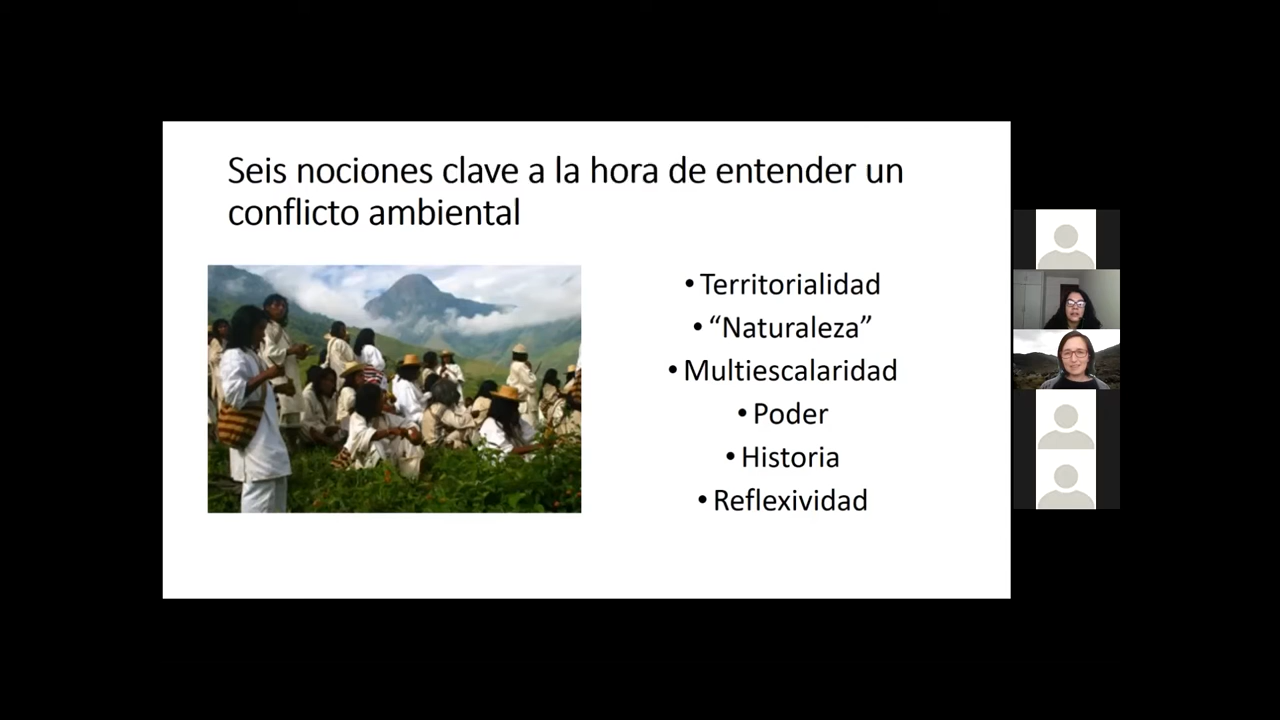 Seis nociones clave a la hora de entender un
conflicto ambiental
• Territorialidad
• “Naturaleza”
• Multiescalaridad
• Poder
• Historia
• Reflexividad